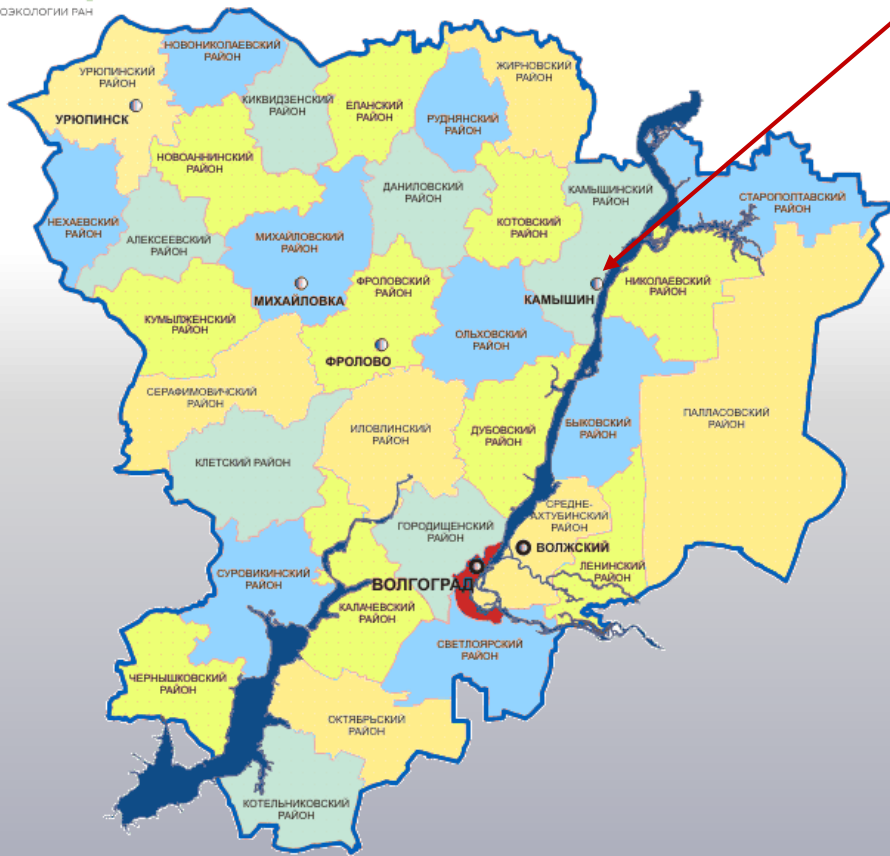 ОЭКОЛОГИИ РАН
НОВОНИКОЛАЕВСКИЙ
РАЙОН
УРЮПИНСКИЙ
РАЙОН
УРЮПИНСК
КИКВИДЗЕНСКИЙ
РАЙОН
ЕЛАНСКИЙ
РАЙОН
РУДНЯНСКИЙ
РАЙОН
ЖИРНОВСКИЙ
РАЙОН
НОВОАННИНСКИЙ
РАЙОН
НЕХАЕВСКИЙ
РАЙОН
АЛЕКСЕЕВСКИЙ
РАЙОН
МИХАЙЛОВСКИЙ
РАЙОН
МИХАЙЛОВКА
ДАНИЛОВСКИЙ
РАЙОН
КОТОВСКИЙ
РАЙОН
КАМЫШИНСКИЙ
РАЙОН
КАМЫШИН
СТАРОПОЛТАВСКИЙ
РАЙОН
НИКОЛАЕВСКИЙ
РАЙОН
КУМЫЛЖЕНСКИЙ
РАЙОН
ФРОЛОВСКИЙ
РАЙОН
ФРОЛОВО
ОЛЬХОВСКИЙ
РАЙОН
СЕРАФИМОВИЧСКИЙ
РАЙОН
ИЛОВЛИНСКИЙ
РАЙОН
ДУБОВСКИЙ
РАЙОН
БЫКОВСКИЙ
РАЙОН
ПАЛЛАСОВСКИЙ
РАЙОН
КЛЕТСКИЙ РАЙОН
ГОРОДИЩЕНСКИЙ
РАЙОН
СРЕДНЕ-
АХТУБИНСКИЙ
РАЙОН
ВОЛЖСКИЙ
ЛЕНИНСКИЙ
РАЙОН
СУРОВИКИНСКИЙ
РАЙОН
ВОЛГОГРАД
КАЛАЧЕВСКИЙ
РАЙОН
СВЕТЛОЯРСКИЙ
РАЙОН
ЧЕРНЫШКОВСКИЙ
РАЙОН
ОКТЯБРЬСКИЙ
РАЙОН
КОТЕЛЬНИКОВСКИЙ
РАЙОН